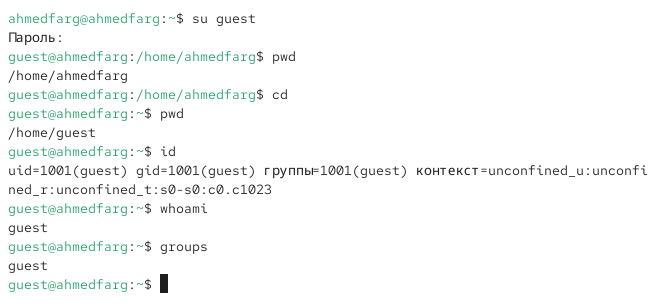 ahmedfarg@ahmedfarg:~$ su guest
Пароль:
guest@ahmedfarg:/home/ahmedfarg$ pwd
/home/ahmedfarg
guest@ahmedfarg:/home/ahmedfarg$ cd
guest@ahmedfarg:~$ pwd
/home/guest
guest@ahmedfarg:~$ id
uid=1001(guest) gid=1001(guest) группы=1001(guest) контекст=unconfined_u:unconfi
ned_r:unconfined_t:s0-s0:c0.c1023
guest@ahmedfarg:~$ whoami
guest
guest@ahmedfarg:~$ groups
guest
guest@ahmedfarg:~$